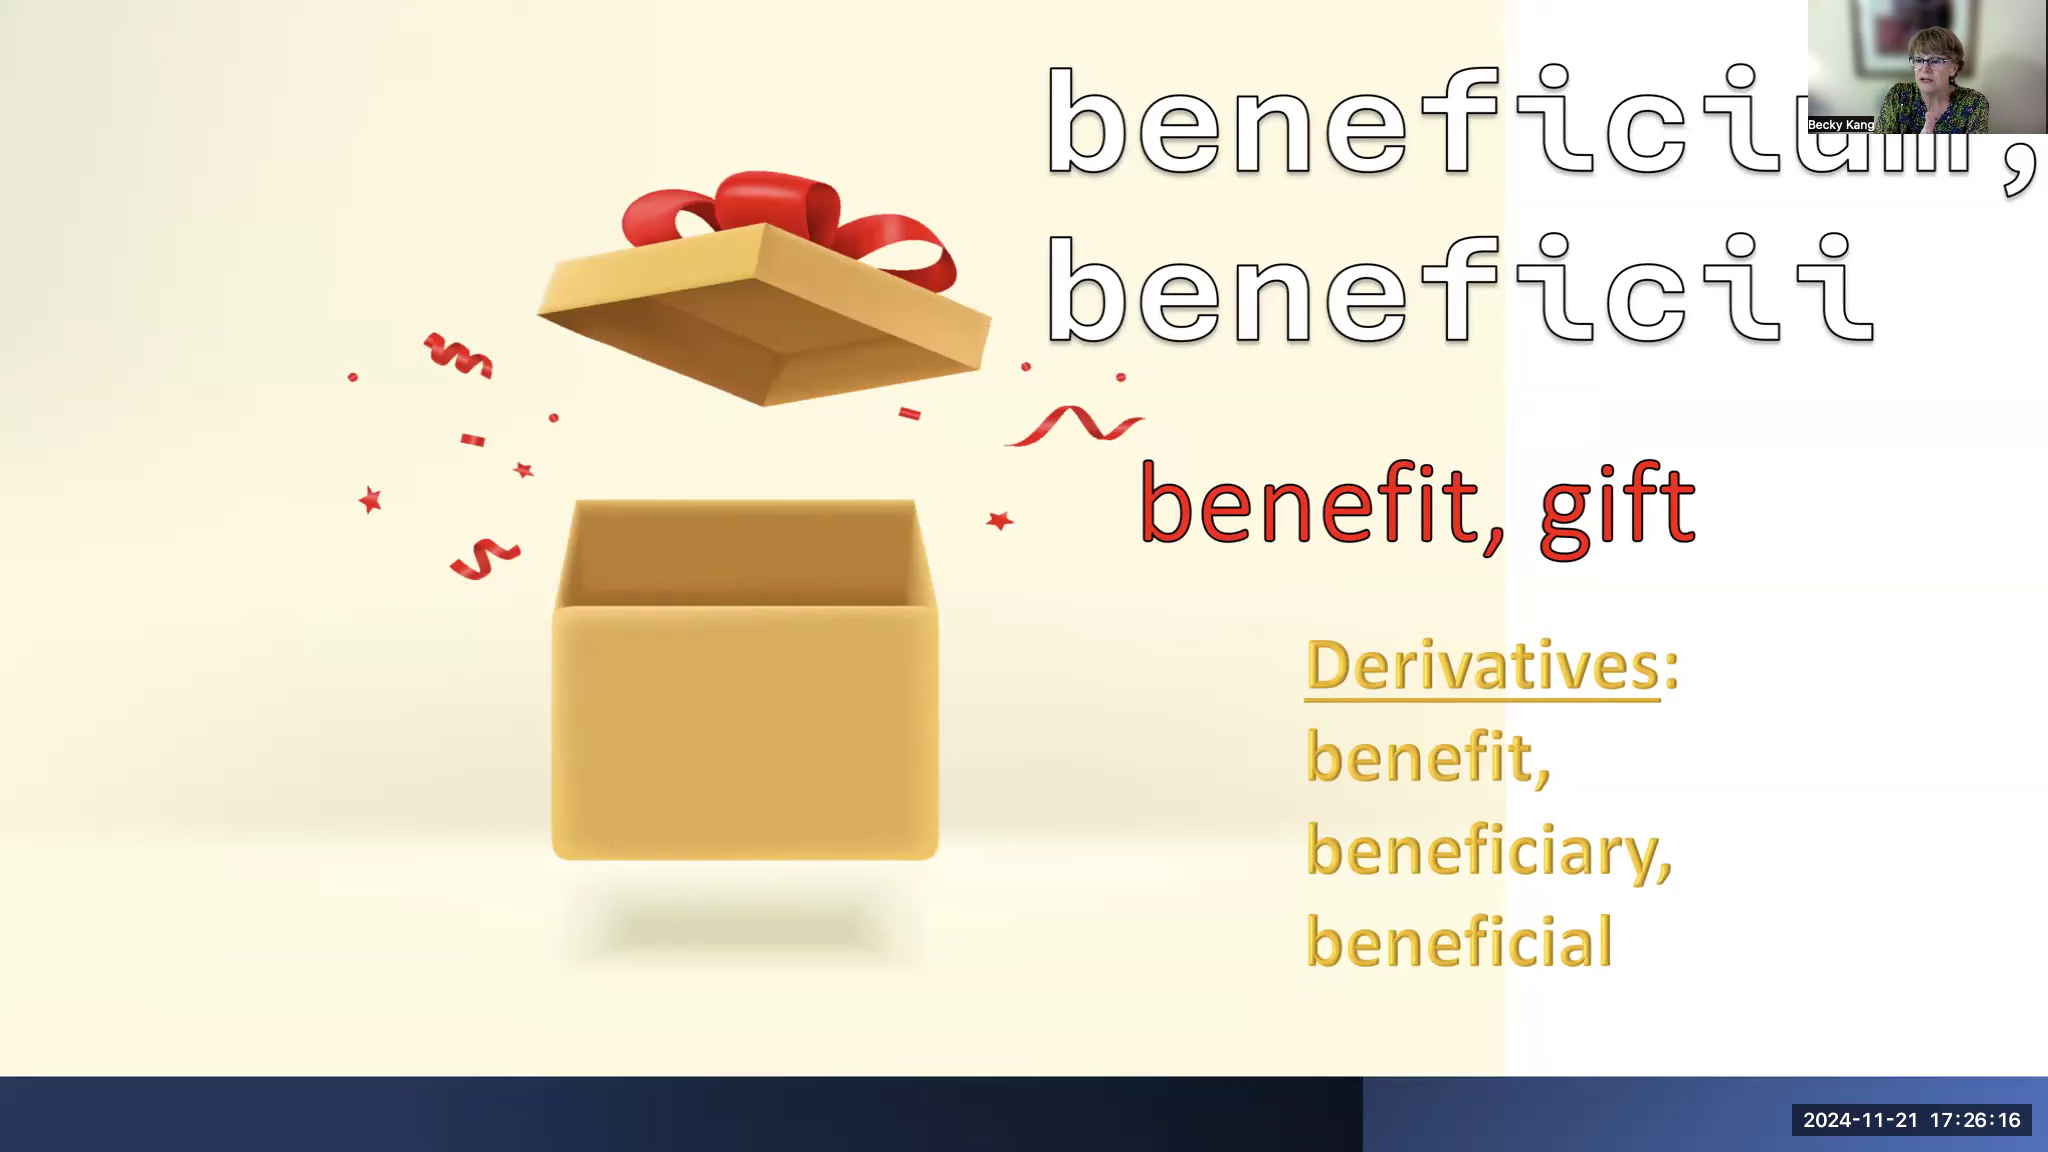 beneficium,
beneficii
benefit, gift
Derivatives:
benefit,
beneficiary,
beneficial
Becky Kang
2024-11-21 17:26:16